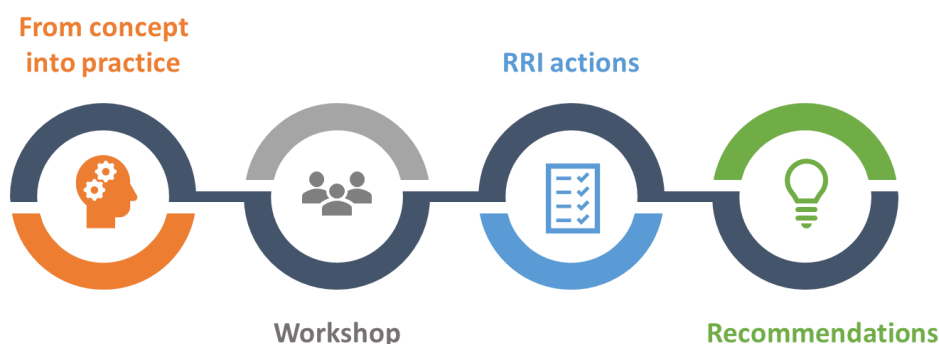 From concept
into practice
RRI actions
Workshop
Recommendations